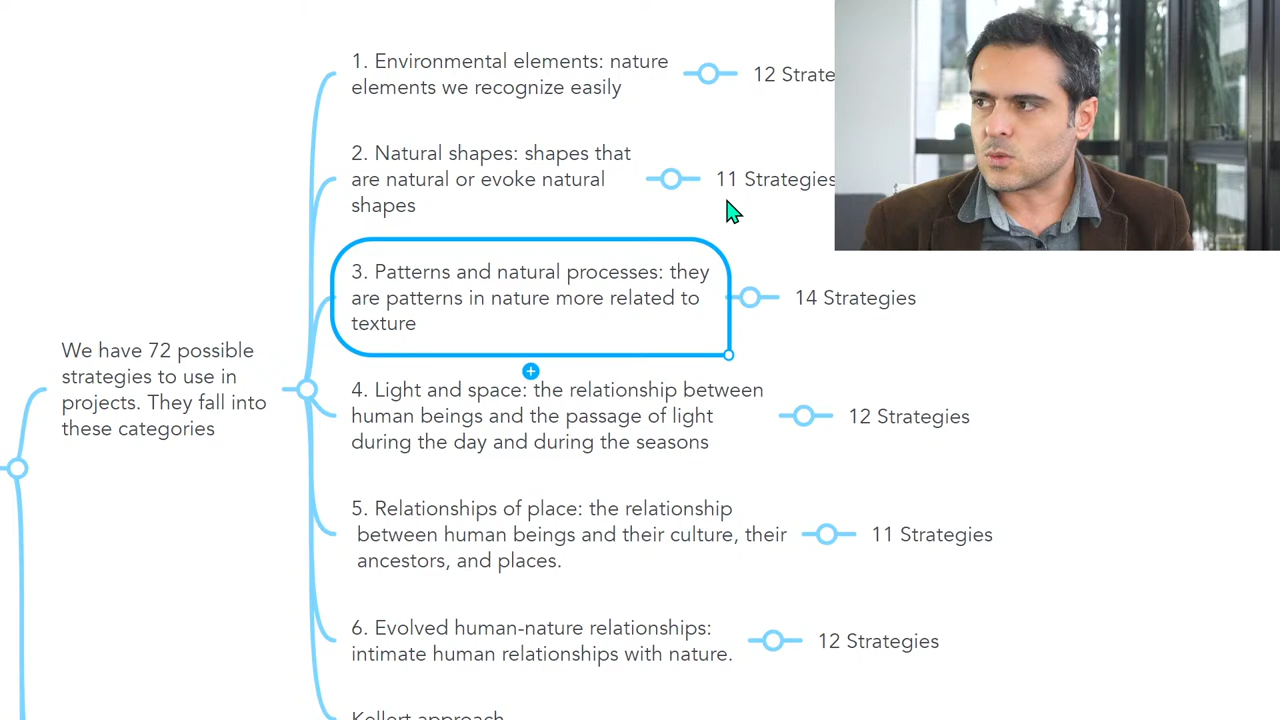 1. Environmental elements: nature
elements we recognize easily
12 Strate
2. Natural shapes: shapes that
are natural or evoke natural
shapes
11 Strategies
3. Patterns and natural processes: they
are patterns in nature more related to
texture
14 Strategies
We have 72 possible
strategies to use in
projects. They fall into
these categories
4. Light and space: the relationship between
human beings and the passage of light
during the day and during the seasons
12 Strategies
5. Relationships of place: the relationship
between human beings and their culture, their
ancestors, and places.
11 Strategies
6. Evolved human-nature relationships:
intimate human relationships with nature.
12 Strategies
Kellert approach